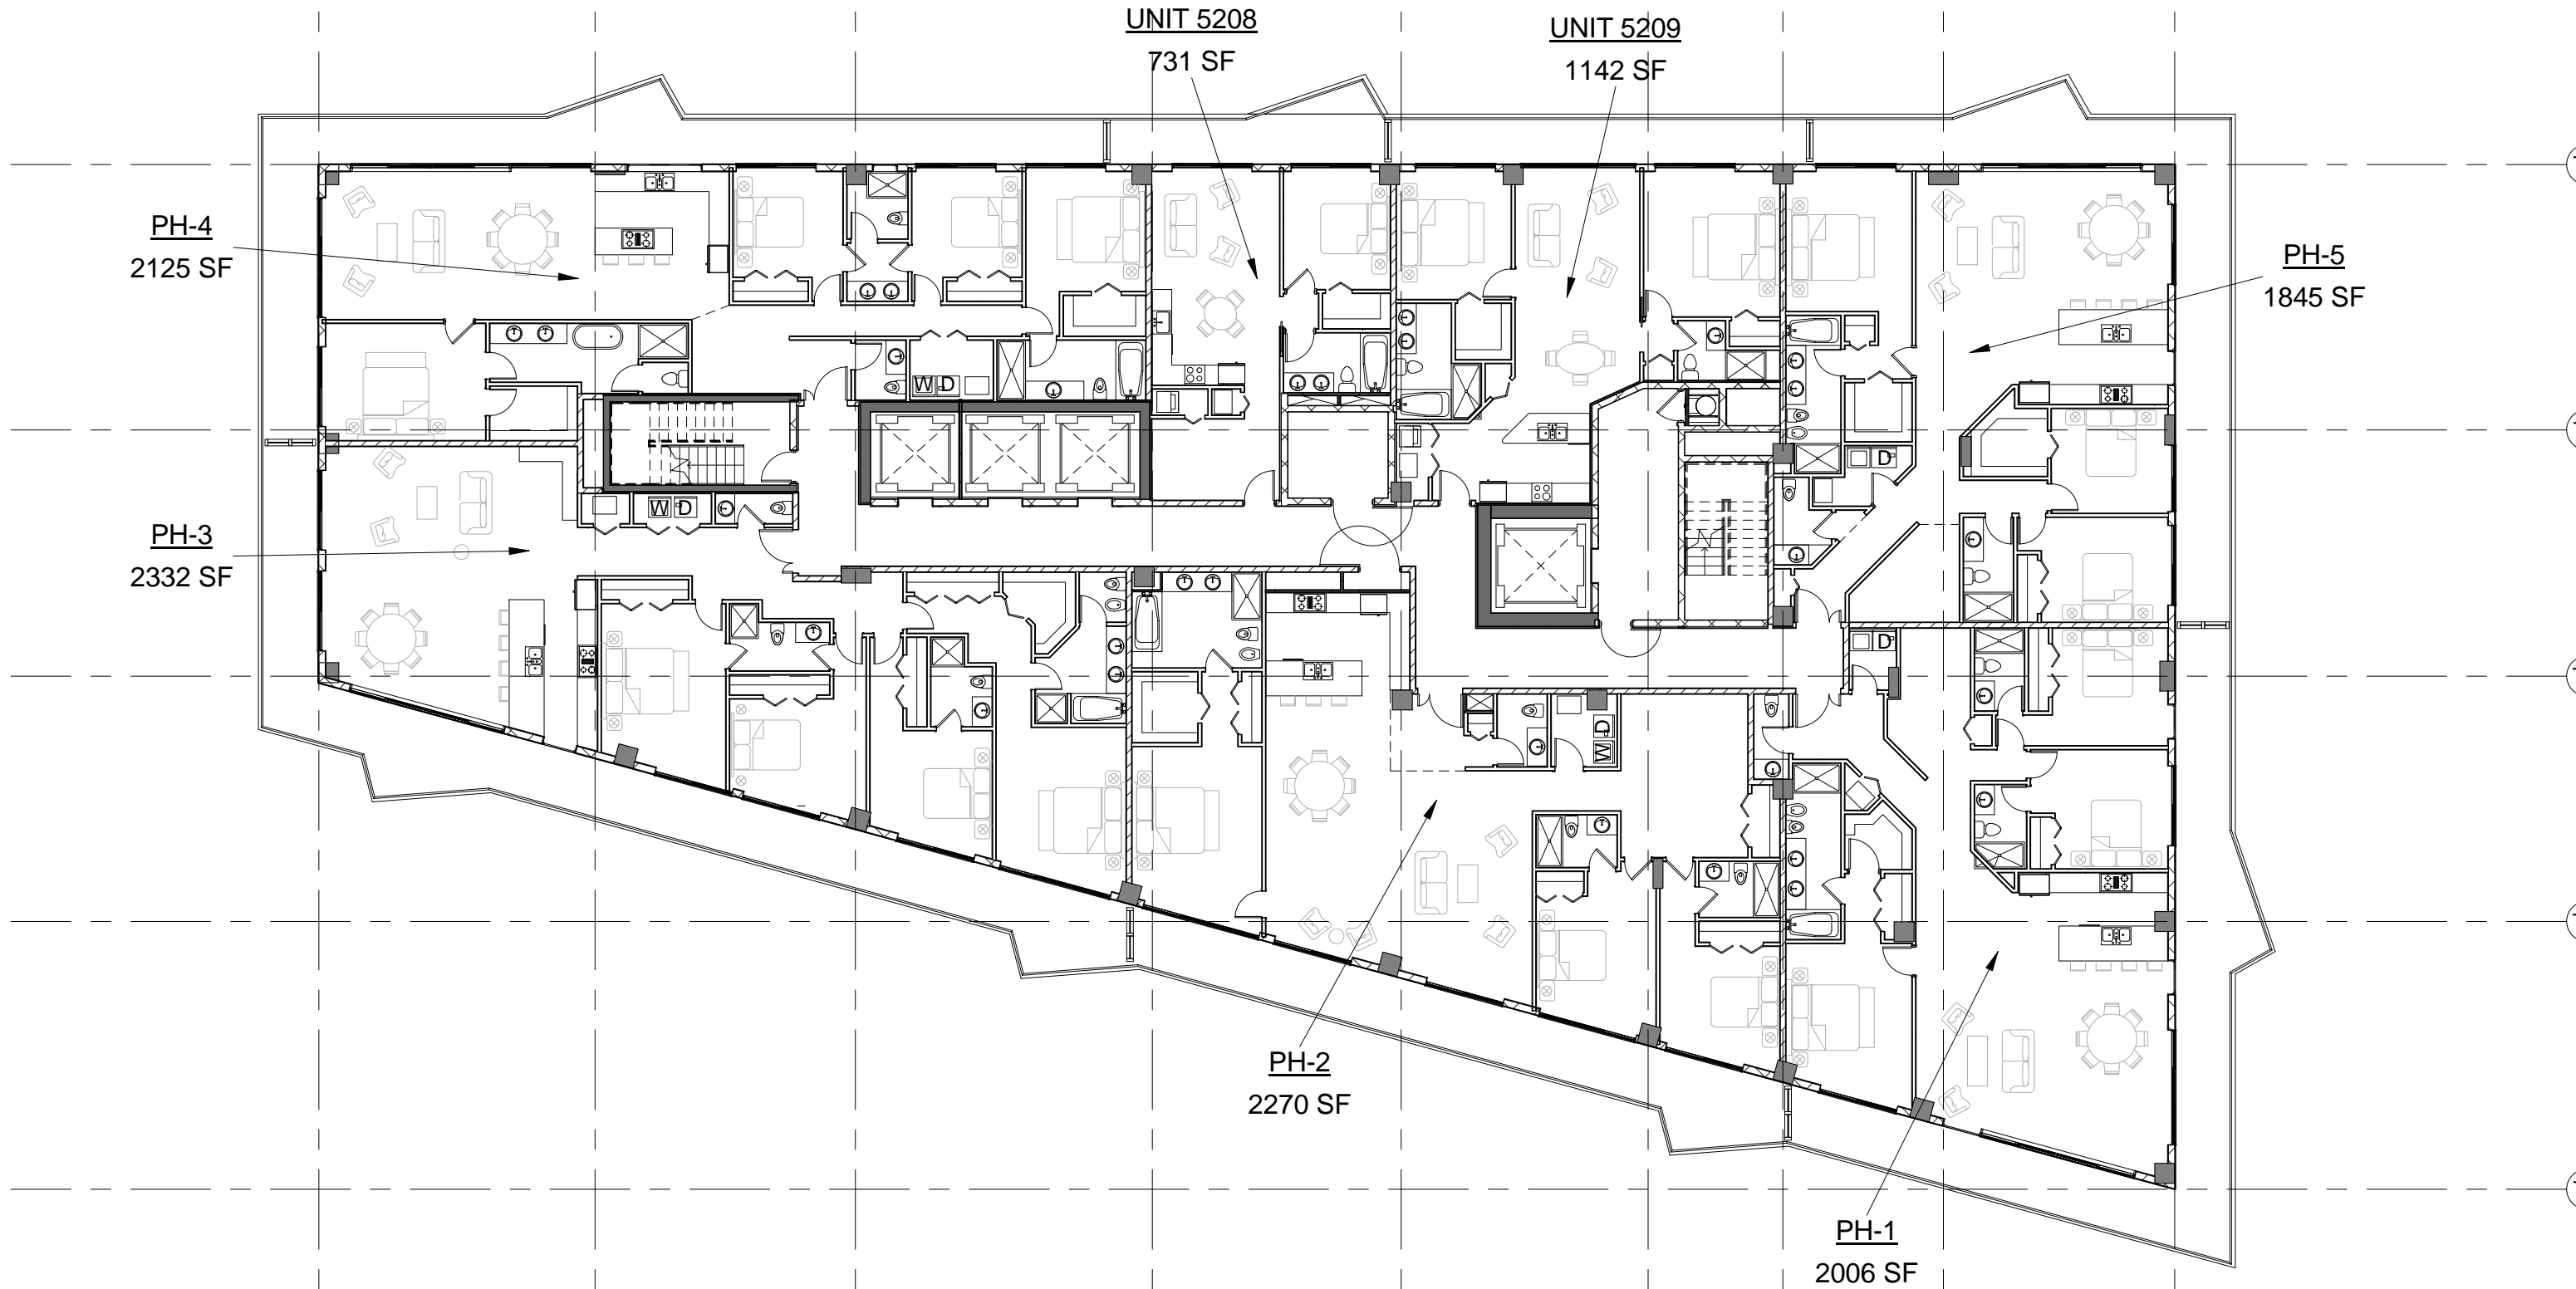 UNIT 5208
731 SF
UNIT 5209
1142 SF
PH-4
2125 SF
PH-5
1845 SF
W D
D
PH-3
2332 SF
W D
D
D
W
PH-2
2270 SF
PH-1
2006 SF